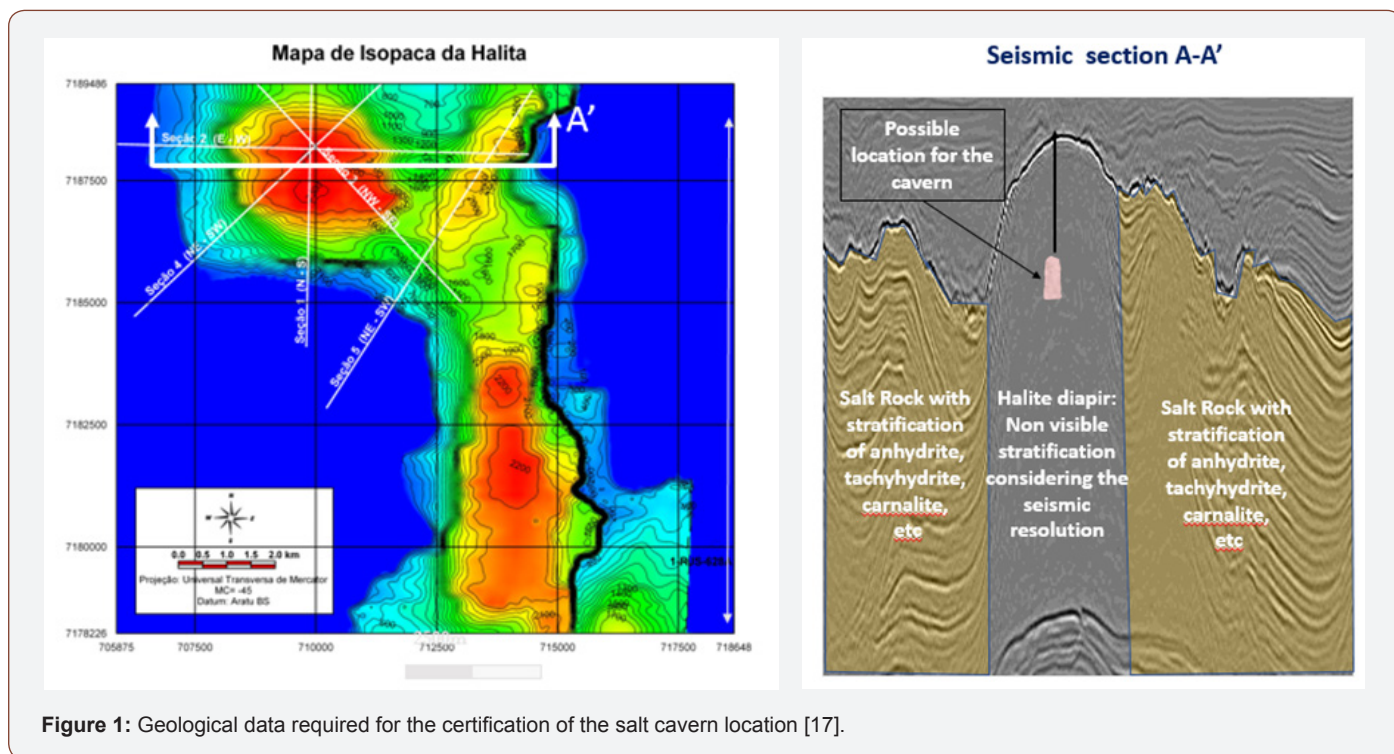 Mapa de Isopaca da Halita
7189486
7187500
7185000
7182500
7180000
7178226
705875
707500
710000
712500
715000
717500
718648
A'
Seção 2 (E - W)
Seção 3 (NW - SE)
Seção 4 (NE - SW)
Seção 1 (N - S)
Seção 5 (NE - SW)
0.0 0.5 1.0 1.5 2.0 km
Projeção: Universal Transversa de Mercator
MC= -45
Datum: Aratu BS
Seismic section A-A'
Possible
location for the
cavern
Salt Rock with
stratification
of anhydrite,
tachyhydrite,
carnalite,
etc
Halite diapir:
Non visible
stratification
considering the
seismic
resolution
Salt Rock with
stratification
of anhydrite,
tachyhydrite,
carnalite,
etc
Figure 1: Geological data required for the certification of the salt cavern location [17].